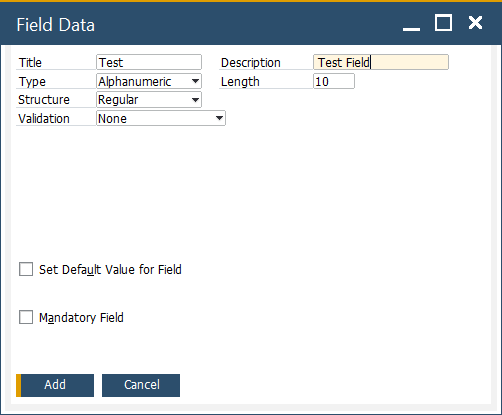 Field Data
Title Test Description Test Field
Type Alphanumeric Length 10
Structure Regular
Validation None
Set Default Value for Field
Mandatory Field
Add Cancel